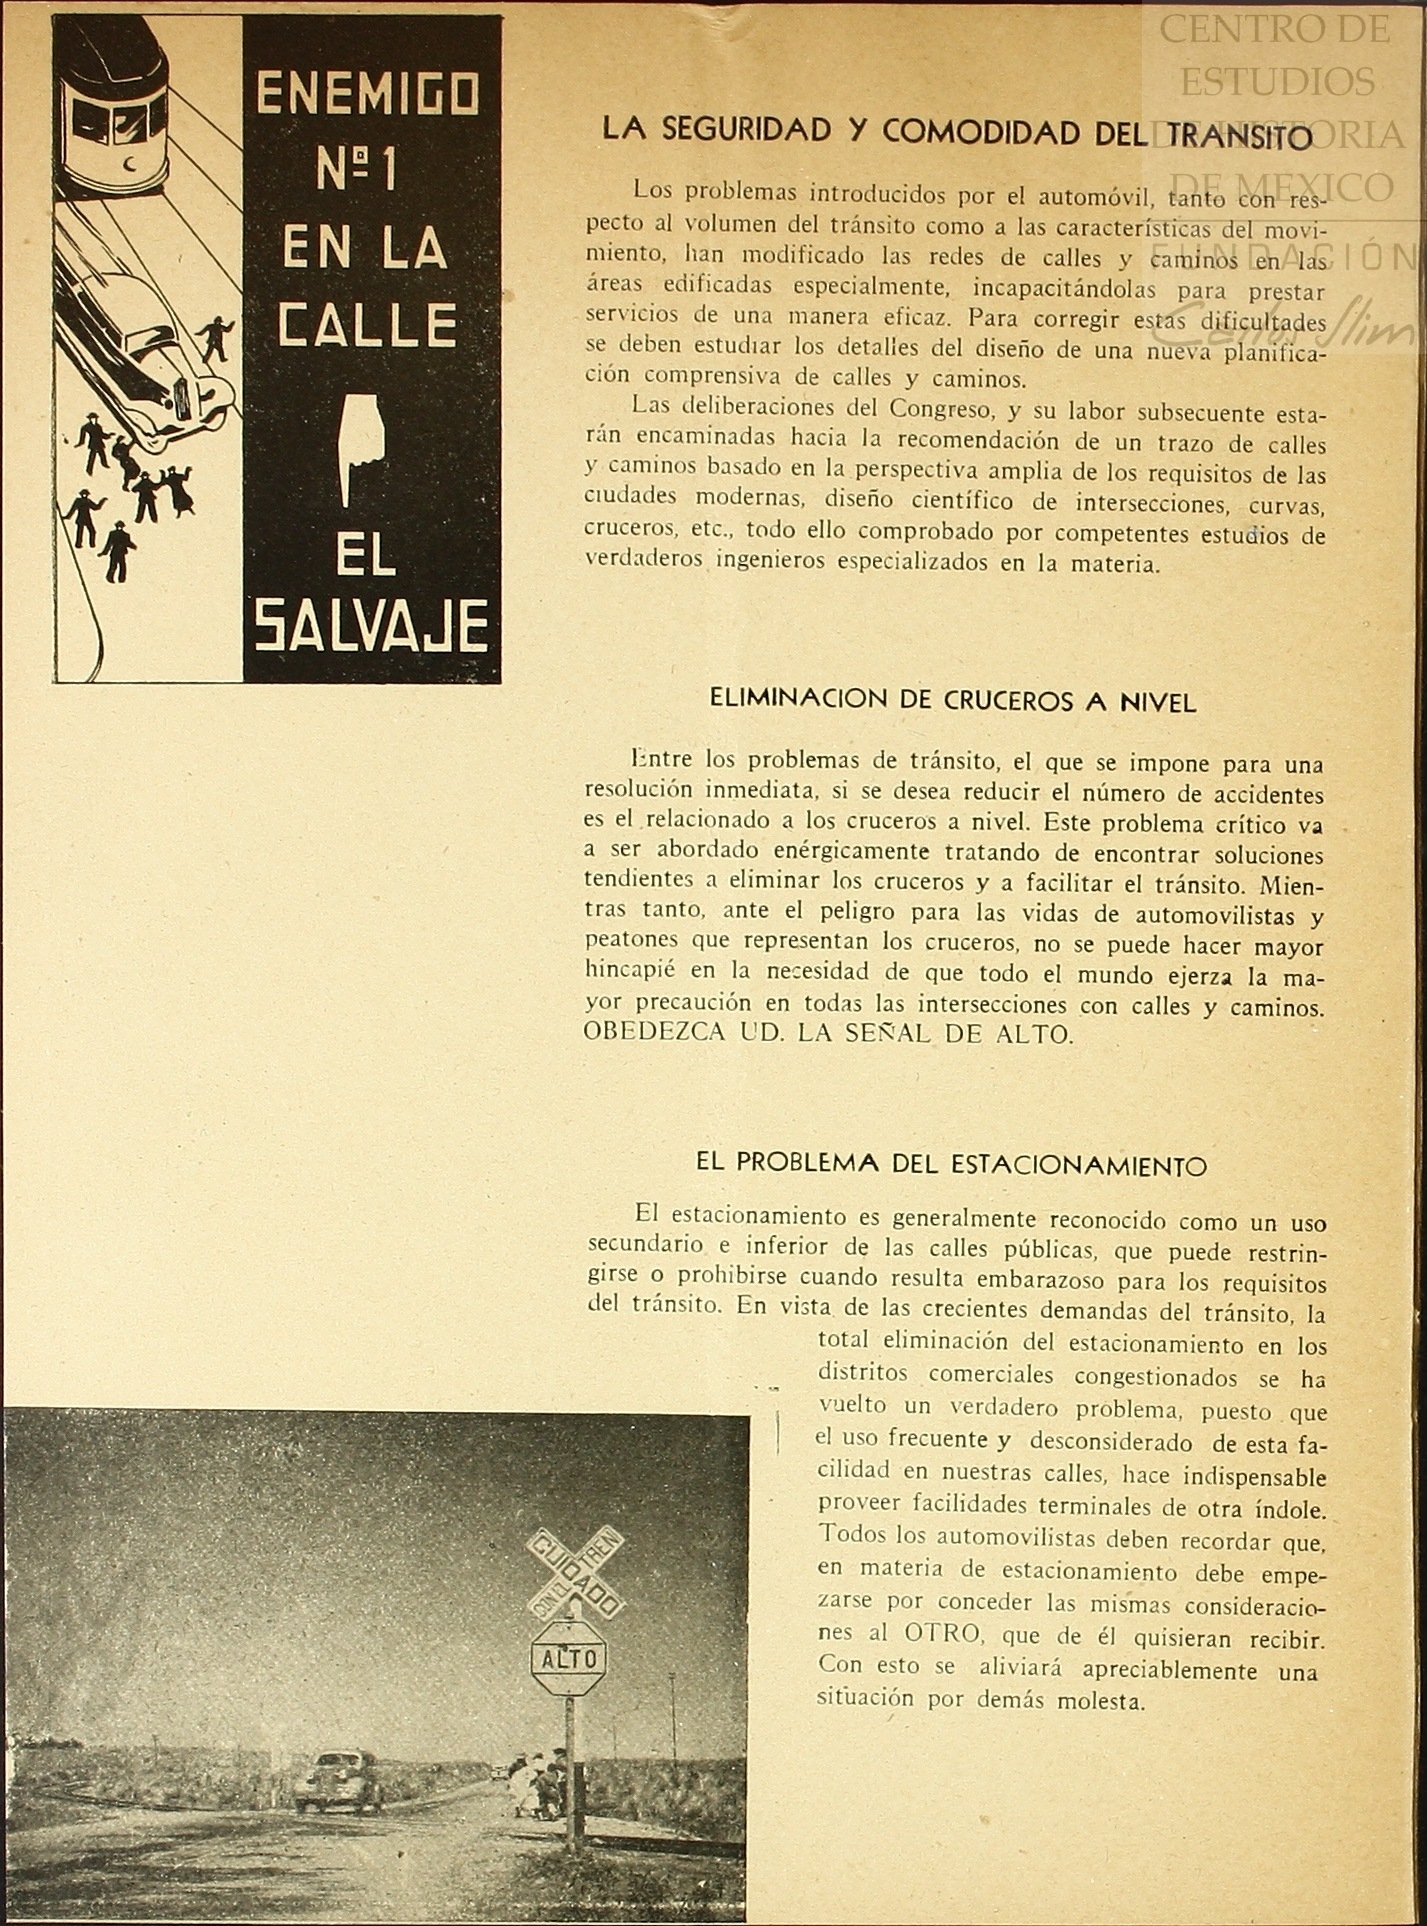 ENEMIGO
Nº 1
EN LA
CALLE
EL
SALVAJE
CENTRO DE
ESTUDIOS
DE HISTORIA
DE MEXICO
FUNDACIÓN
Carlos Slim
LA SEGURIDAD Y COMODIDAD DEL TRANSITO
Los problemas introducidos por el automóvil, tanto con res-
pecto al volumen del tránsito como a las características del movi-
miento, han modificado las redes de calles y caminos en las
áreas edificadas especialmente, incapacitándolas para prestar
servicios de una manera eficaz. Para corregir estas dificultades
se deben estudiar los detalles del diseño de una nueva planifica-
ción comprensiva de calles y caminos.
Las deliberaciones del Congreso, y su labor subsecuente esta-
rán encaminadas hacia la recomendación de un trazo de calles
y caminos basado en la perspectiva amplia de los requisitos de las
ciudades modernas, diseño científico de intersecciones, curvas,
cruceros, etc., todo ello comprobado por competentes estudios de
verdaderos ingenieros especializados en la materia.
ELIMINACION DE CRUCEROS A NIVEL
Entre los problemas de tránsito, el que se impone para una
resolución inmediata, si se desea reducir el número de accidentes
es el relacionado a los cruceros a nivel. Este problema crítico va
a ser abordado enérgicamente tratando de encontrar soluciones
tendientes a eliminar los cruceros y a facilitar el tránsito. Mien-
tras tanto, ante el peligro para las vidas de automovilistas y
peatones que representan los cruceros, no se puede hacer mayor
hincapié en la necesidad de que todo el mundo ejerza la ma-
yor precaución en todas las intersecciones con calles y caminos.
OBEDEZCA UD. LA SEÑAL DE ALTO.
EL PROBLEMA DEL ESTACIONAMIENTO
El estacionamiento es generalmente reconocido como un uso
secundario e inferior de las calles públicas, que puede restrin-
girse o prohibirse cuando resulta embarazoso para los requisitos
del tránsito. En vista de las crecientes demandas del tránsito, la
total eliminación del estacionamiento en los
distritos comerciales congestionados se ha
vuelto un verdadero problema, puesto que
el uso frecuente y desconsiderado de esta fa-
cilidad en nuestras calles, hace indispensable
proveer facilidades terminales de otra índole.
Todos los automovilistas deben recordar que,
en materia de estacionamiento debe empe-
zarse por conceder las mismas consideracio-
nes al OTRO, que de él quisieran recibir.
Con esto se aliviará apreciablemente una
situación por demás molesta.
CUIDADO
CON EL TREN
ALTO